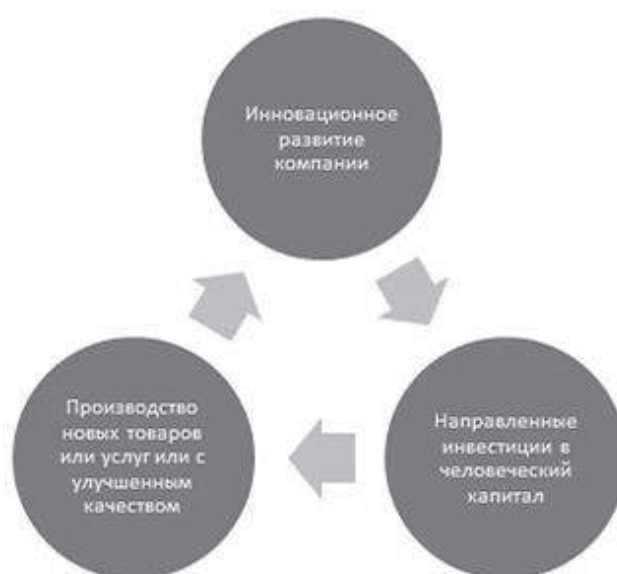 Инновационное
развитие
компании
Производство
новых товаров
или услуг или с
улучшенным
качеством
Направленные
инвестиции в
человеческий
капитал